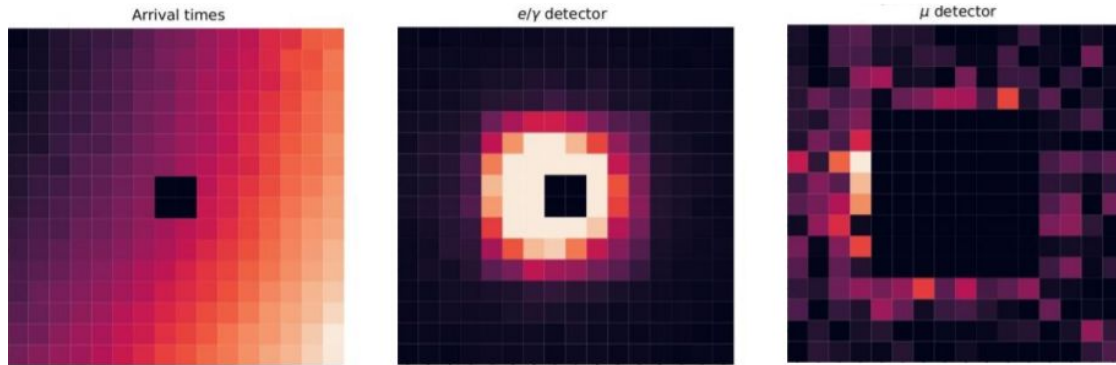 Arrival times
e/γ detector
μ detector